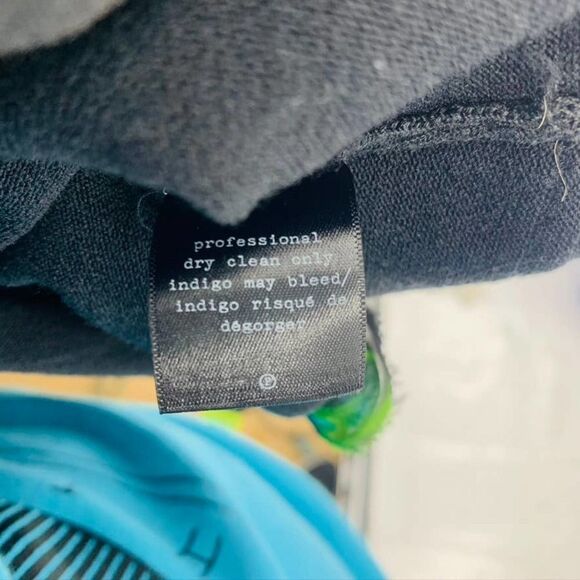 professional
dry clean only
indigo may bleed/
indigo risqué de
dégorger
Ⓟ